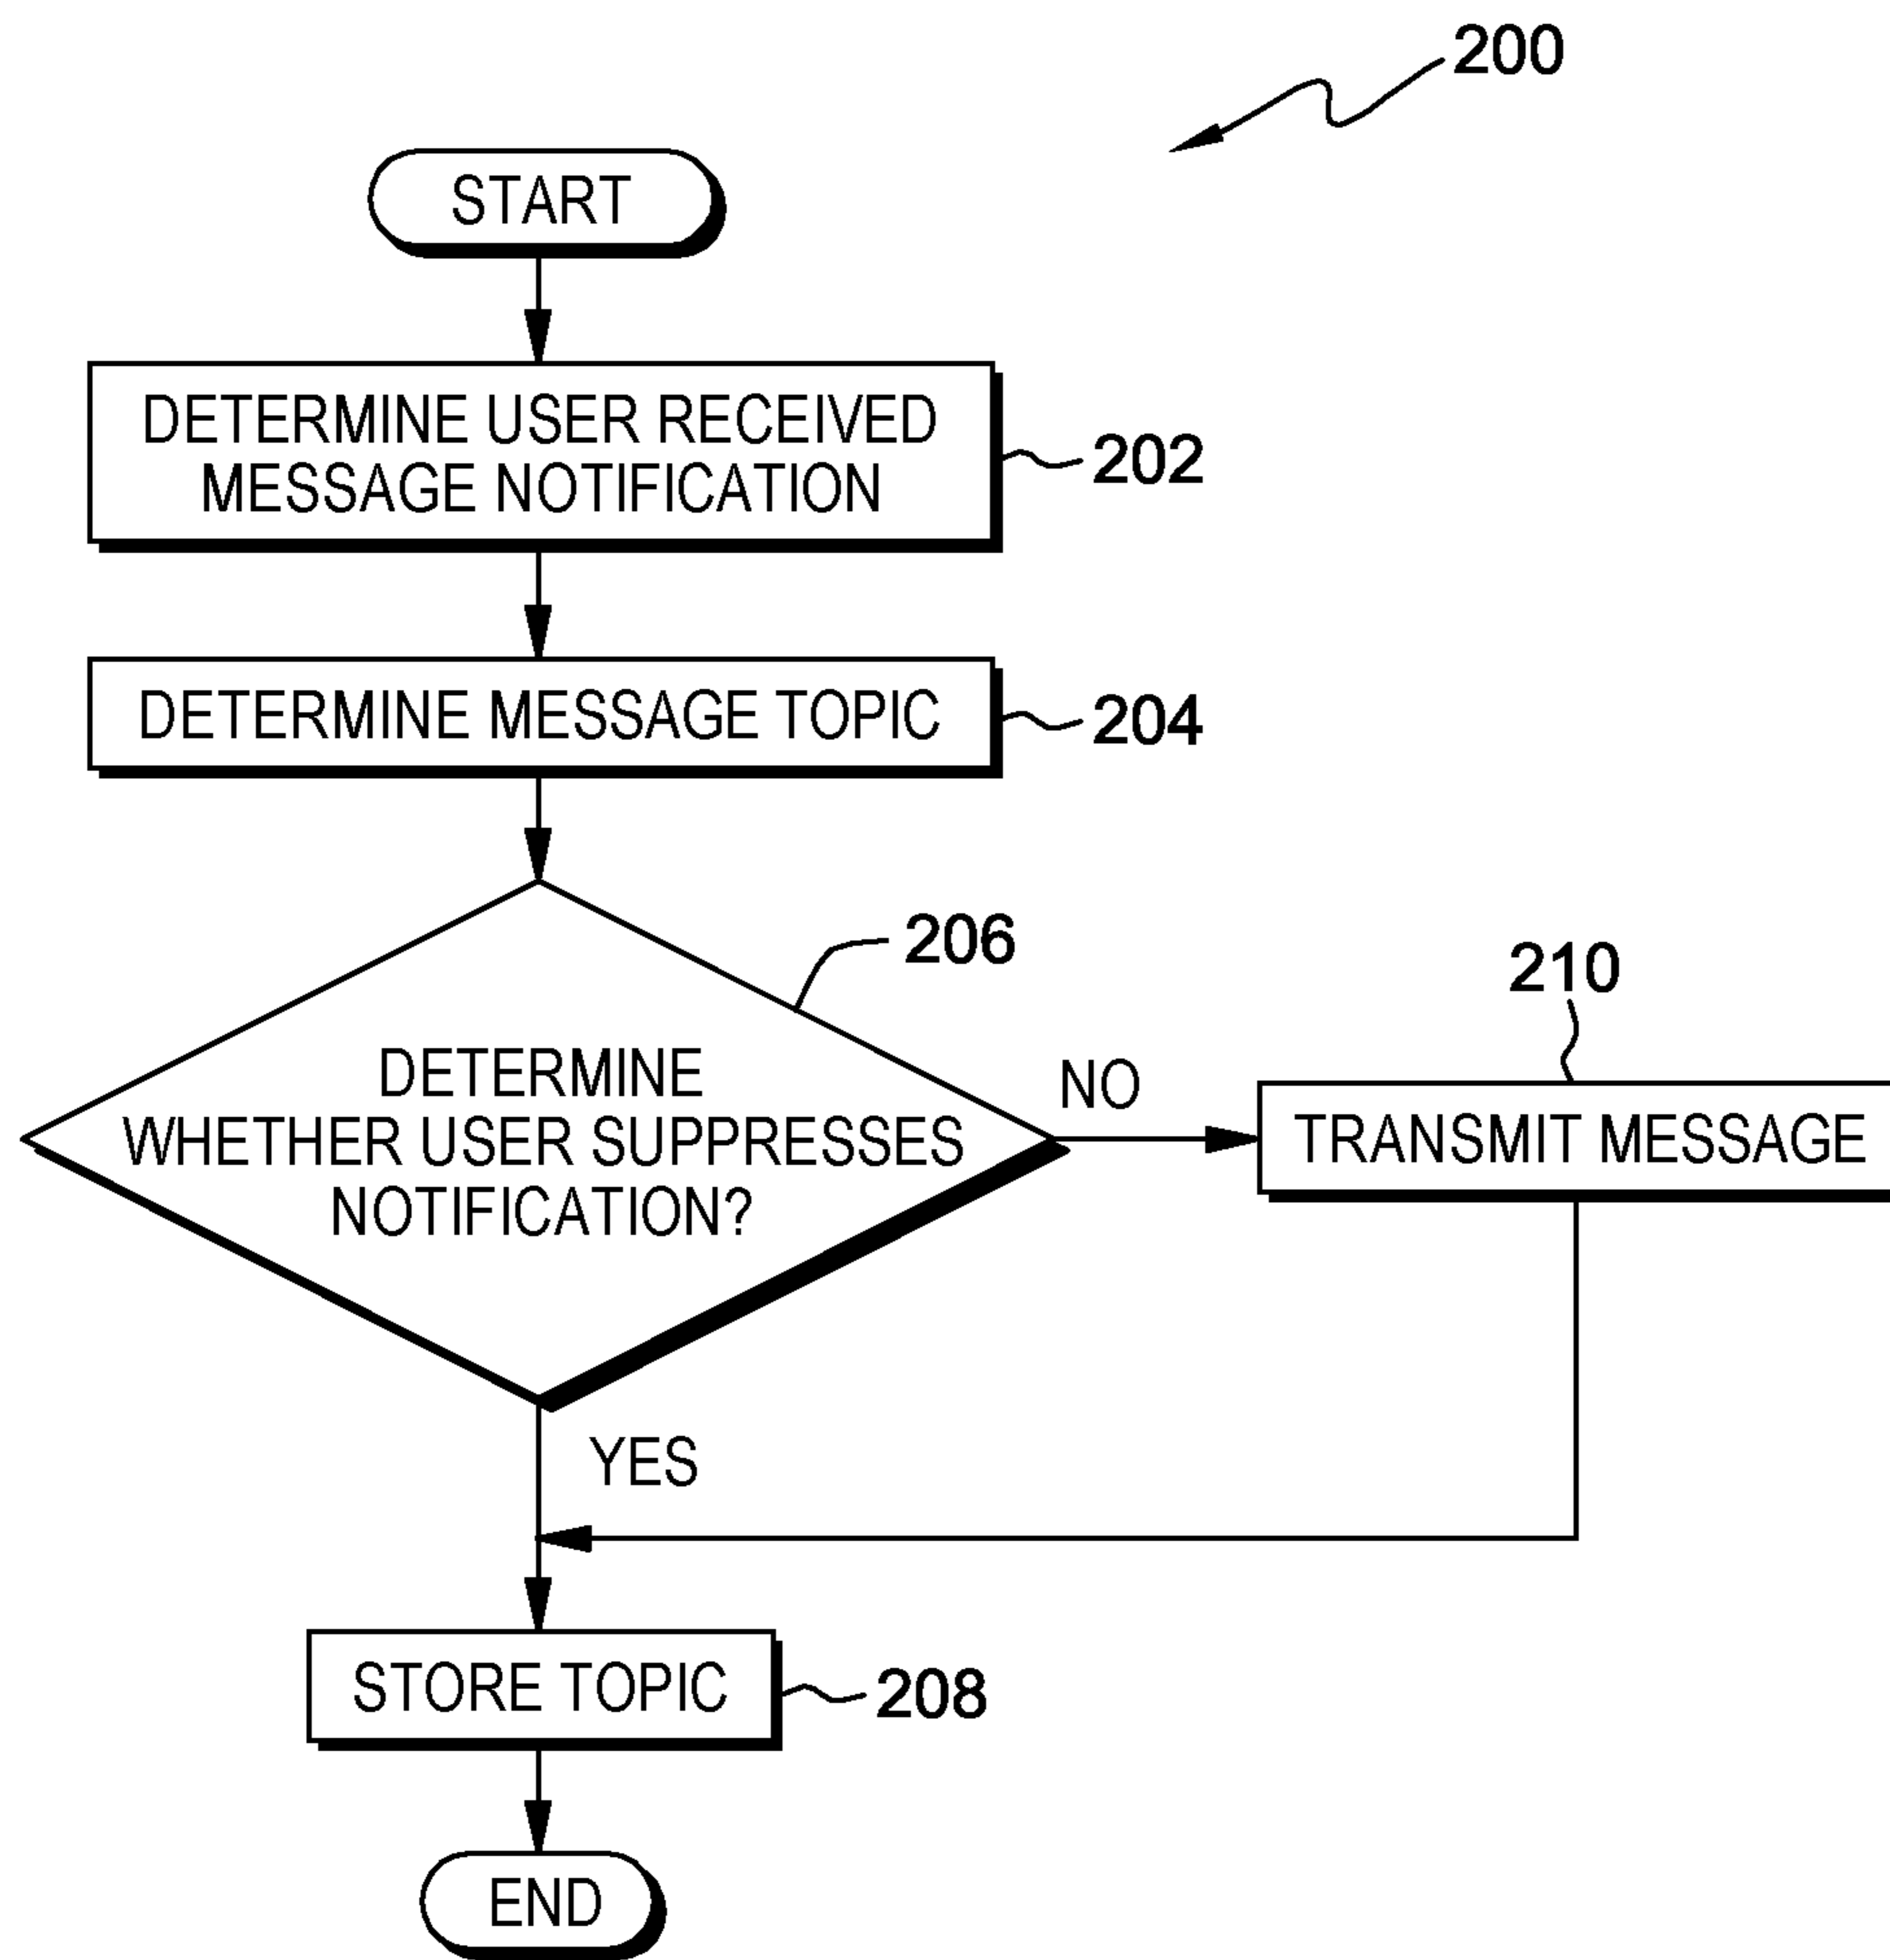 200
START
DETERMINE USER RECEIVED
MESSAGE NOTIFICATION
202
DETERMINE MESSAGE TOPIC
204
206
DETERMINE
WHETHER USER SUPPRESSES
NOTIFICATION?
NO
210
TRANSMIT MESSAGE
YES
STORE TOPIC
208
END